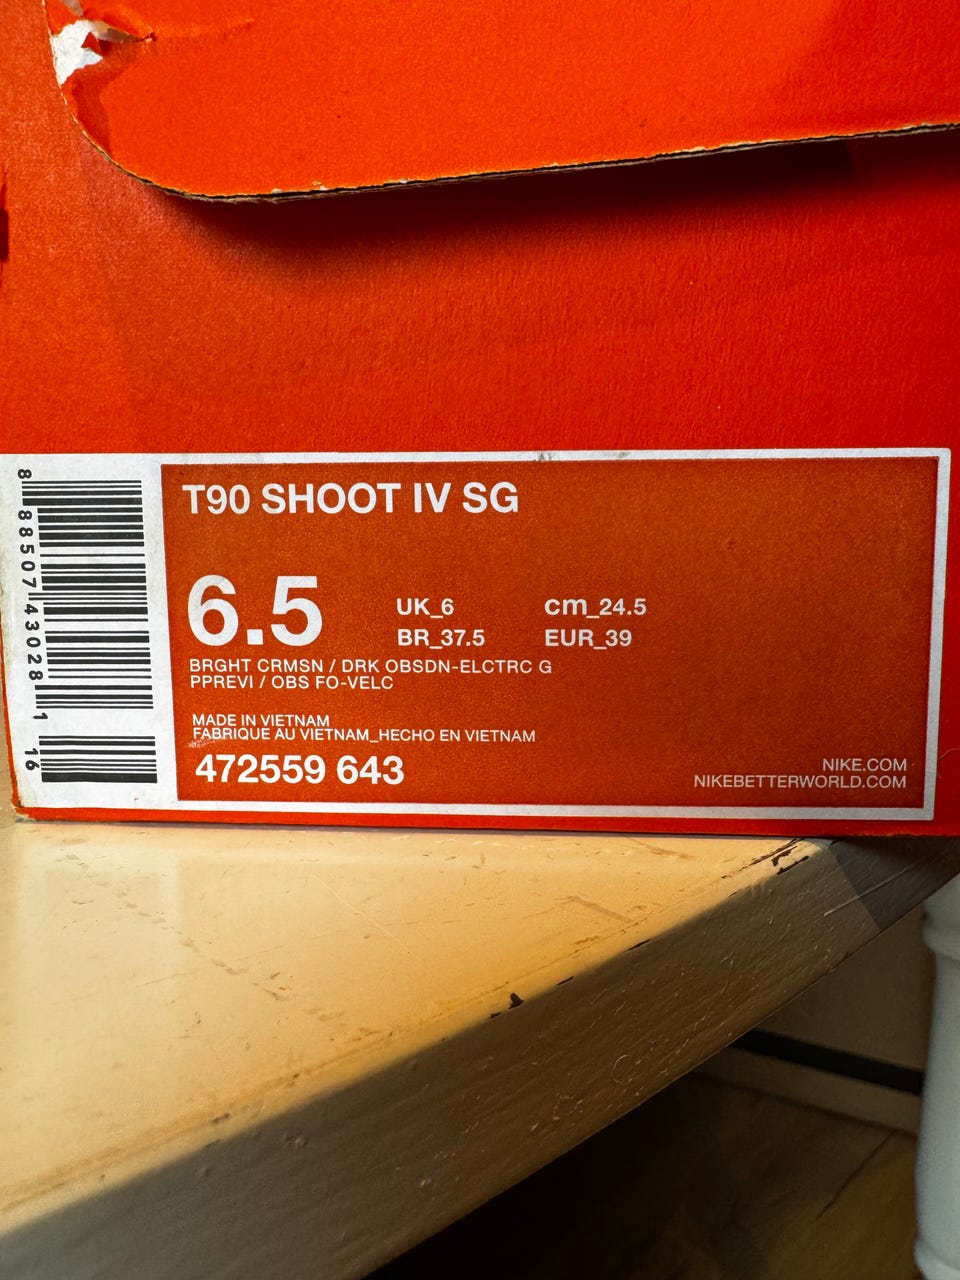 T90 SHOOT IV SG
6.5
UK_6
cm_24.5
BR_37.5
EUR_39
BRGHT CRMSN / DRK OBSDN-ELCTRC G
PPREVI / OBS FO-VELC
MADE IN VIETNAM
FABRIQUE AU VIETNAM_HECHO EN VIETNAM
472559 643
NIKE.COM
NIKEBETTERWORLD.COM
8 88507 43028 1 16